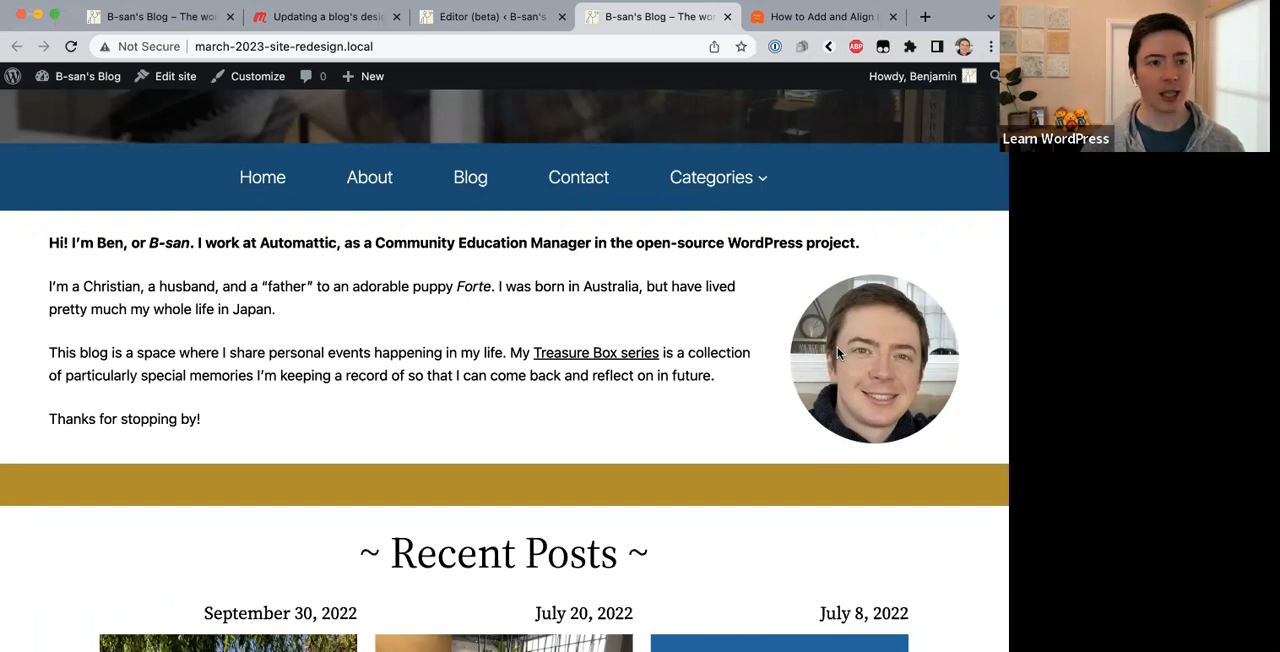 B-san's Blog – The wo
Updating a blog's desi
Editor (beta) ‹ B-san's
B-san's Blog – The wo
How to Add and Align
Not Secure
march-2023-site-redesign.local
ABP
B-san's Blog
Edit site
Customize
0
New
Howdy, Benjamin
Learn WordPress
Home
About
Blog
Contact
Categories
Hi! I'm Ben, or B-san. I work at Automattic, as a Community Education Manager in the open-source WordPress project.
I'm a Christian, a husband, and a “father” to an adorable puppy Forte. I was born in Australia, but have lived
pretty much my whole life in Japan.
This blog is a space where I share personal events happening in my life. My Treasure Box series is a collection
of particularly special memories I'm keeping a record of so that I can come back and reflect on in future.
Thanks for stopping by!
~ Recent Posts ~
September 30, 2022
July 20, 2022
July 8, 2022